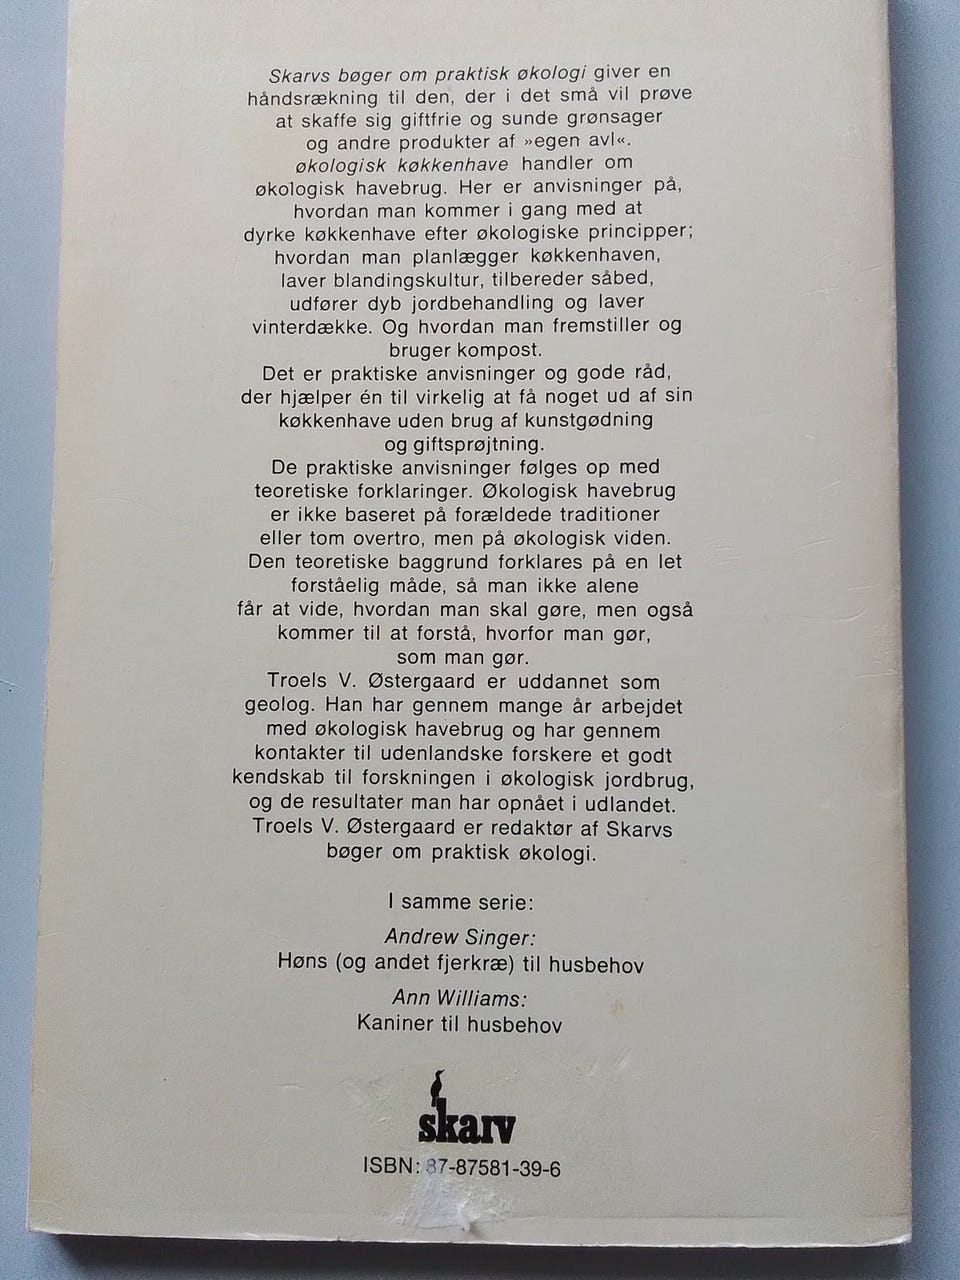 Skarvs bøger om praktisk økologi giver en
håndsrækning til den, der i det små vil prøve
at skaffe sig giftfrie og sunde grønsager
og andre produkter af »egen avl«.
økologisk køkkenhave handler om
økologisk havebrug. Her er anvisninger på,
hvordan man kommer i gang med at
dyrke køkkenhave efter økologiske principper;
hvordan man planlægger køkkenhaven,
laver blandingskultur, tilbereder såbed,
udfører dyb jordbehandling og laver
vinterdække. Og hvordan man fremstiller og
bruger kompost.
Det er praktiske anvisninger og gode råd,
der hjælper én til virkelig at få noget ud af sin
køkkenhave uden brug af kunstgødning
og giftsprøjtning.
De praktiske anvisninger følges op med
teoretiske forklaringer. Økologisk havebrug
er ikke baseret på forældede traditioner
eller tom overtro, men på økologisk viden.
Den teoretiske baggrund forklares på en let
forståelig måde, så man ikke alene
får at vide, hvordan man skal gøre, men også
kommer til at forstå, hvorfor man gør,
som man gør.
Troels V. Østergaard er uddannet som
geolog. Han har gennem mange år arbejdet
med økologisk havebrug og har gennem
kontakter til udenlandske forskere et godt
kendskab til forskningen i økologisk jordbrug,
og de resultater man har opnået i udlandet.
Troels V. Østergaard er redaktør af Skarvs
bøger om praktisk økologi.
I samme serie:
Andrew Singer:
Høns (og andet fjerkræ) til husbehov
Ann Williams:
Kaniner til husbehov
skarv
ISBN: 87-87581-39-6